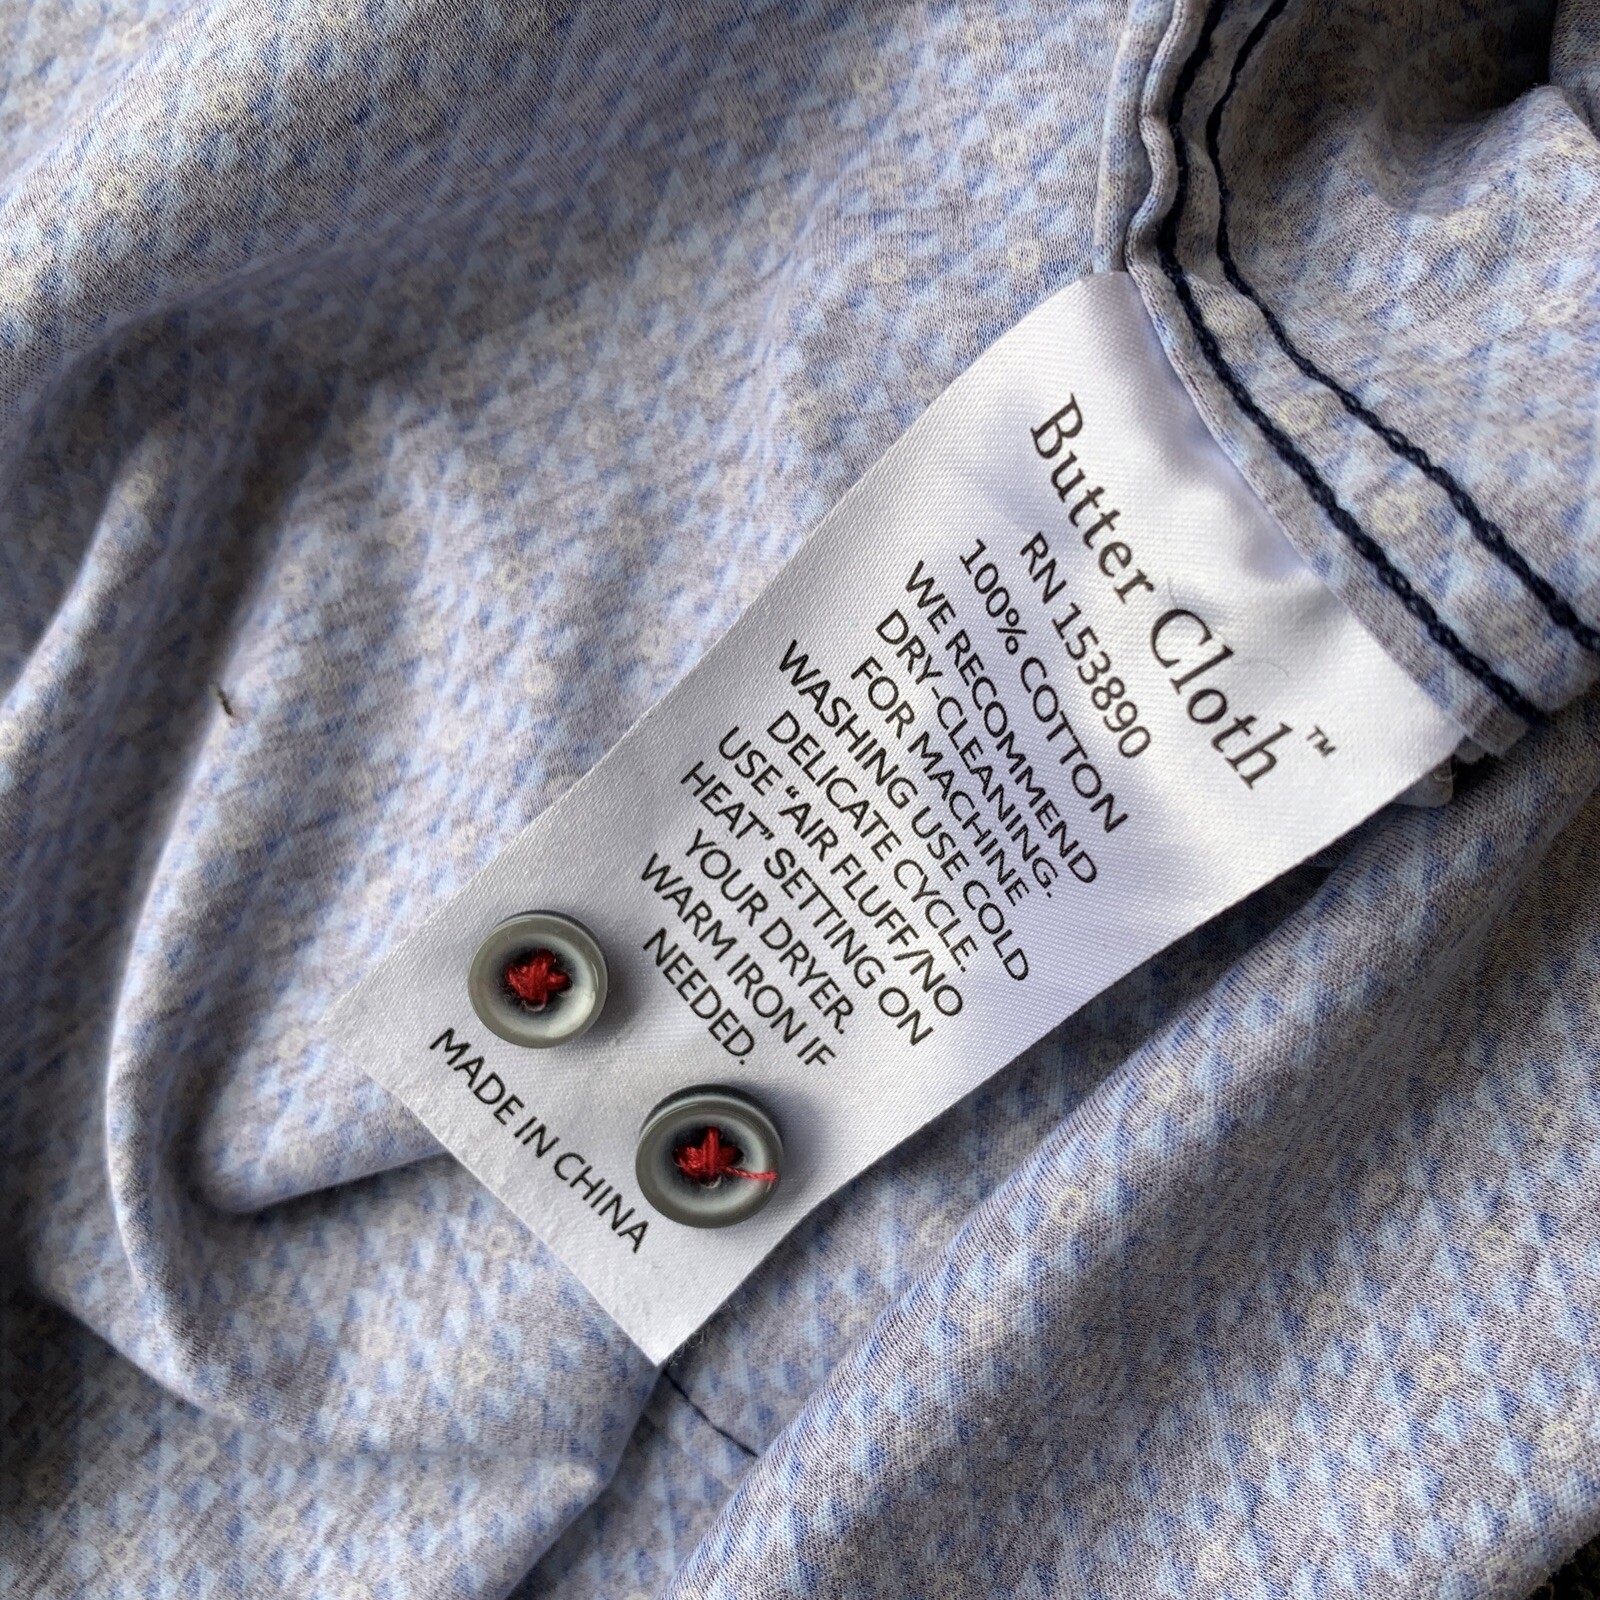 Butter Cloth™
RN 153890
100% COTTON
WE RECOMMEND
DRY-CLEANING.
FOR MACHINE
WASHING USE COLD
DELICATE CYCLE.
USE “AIR FLUFF/NO
HEAT” SETTING ON
YOUR DRYER.
WARM IRON IF
NEEDED.
MADE IN CHINA